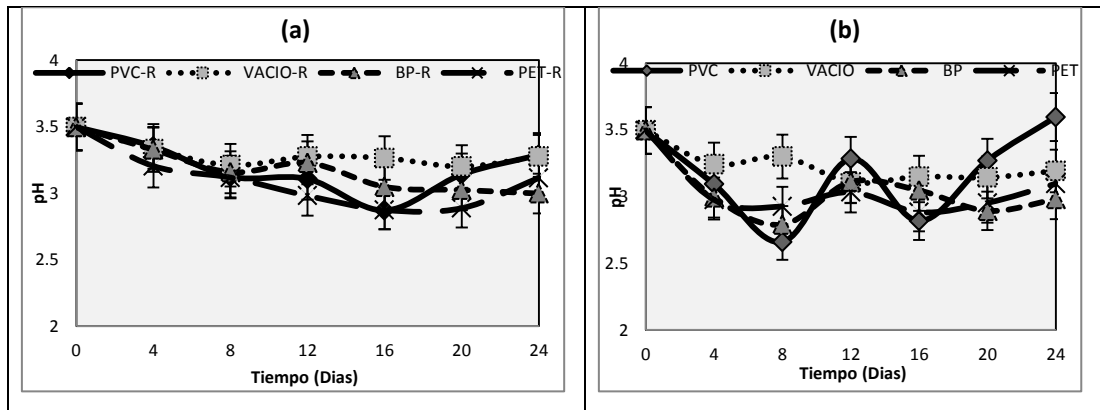 (a)
4
PVC-R VACIO-R BP-R PET-R
3.5
3
2.5
2
pH
0 4 8 12 16 20 24
Tiempo (Dias)
(b)
4
PVC VACIO BP PET
3.5
3
2.5
2
pH
0 4 8 12 16 20 24
Tiempo (Dias)